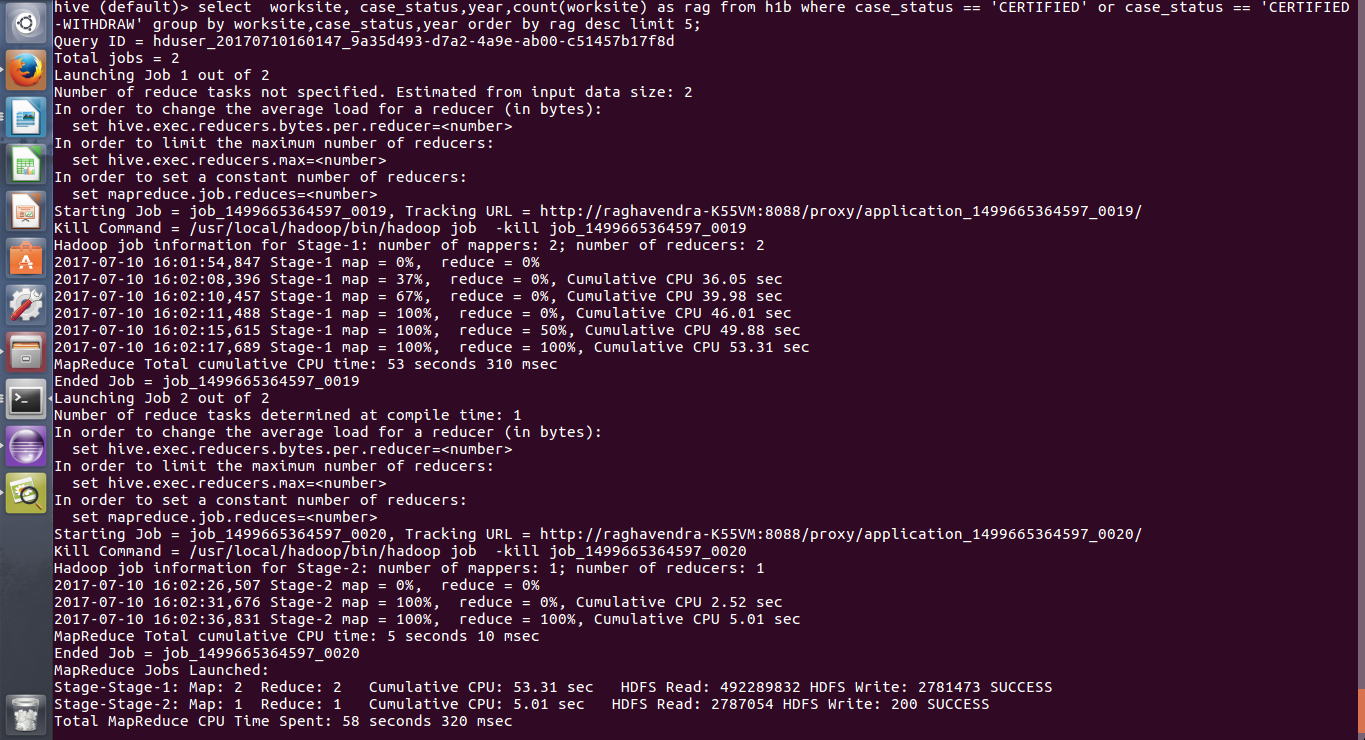 hive (default)> select  worksite, case_status,year,count(worksite) as rag from h1b where case_status == 'CERTIFIED' or case_status == 'CERTIFIED
-WITHDRAW' group by worksite,case_status,year order by rag desc limit 5;
Query ID = hduser_20170710160147_9a35d493-d7a2-4a9e-ab00-c51457b17f8d
Total jobs = 2
Launching Job 1 out of 2
Number of reduce tasks not specified. Estimated from input data size: 2
In order to change the average load for a reducer (in bytes):
  set hive.exec.reducers.bytes.per.reducer=<number>
In order to limit the maximum number of reducers:
  set hive.exec.reducers.max=<number>
In order to set a constant number of reducers:
  set mapreduce.job.reduces=<number>
Starting Job = job_1499665364597_0019, Tracking URL = http://raghavendra-K55VM:8088/proxy/application_1499665364597_0019/
Kill Command = /usr/local/hadoop/bin/hadoop job  -kill job_1499665364597_0019
Hadoop job information for Stage-1: number of mappers: 2; number of reducers: 2
2017-07-10 16:01:54,847 Stage-1 map = 0%,  reduce = 0%
2017-07-10 16:02:08,396 Stage-1 map = 37%,  reduce = 0%, Cumulative CPU 36.05 sec
2017-07-10 16:02:10,457 Stage-1 map = 67%,  reduce = 0%, Cumulative CPU 39.98 sec
2017-07-10 16:02:11,488 Stage-1 map = 100%,  reduce = 0%, Cumulative CPU 46.01 sec
2017-07-10 16:02:15,615 Stage-1 map = 100%,  reduce = 50%, Cumulative CPU 49.88 sec
2017-07-10 16:02:17,689 Stage-1 map = 100%,  reduce = 100%, Cumulative CPU 53.31 sec
MapReduce Total cumulative CPU time: 53 seconds 310 msec
Ended Job = job_1499665364597_0019
Launching Job 2 out of 2
Number of reduce tasks determined at compile time: 1
In order to change the average load for a reducer (in bytes):
  set hive.exec.reducers.bytes.per.reducer=<number>
In order to limit the maximum number of reducers:
  set hive.exec.reducers.max=<number>
In order to set a constant number of reducers:
  set mapreduce.job.reduces=<number>
Starting Job = job_1499665364597_0020, Tracking URL = http://raghavendra-K55VM:8088/proxy/application_1499665364597_0020/
Kill Command = /usr/local/hadoop/bin/hadoop job  -kill job_1499665364597_0020
Hadoop job information for Stage-2: number of mappers: 1; number of reducers: 1
2017-07-10 16:02:26,507 Stage-2 map = 0%,  reduce = 0%
2017-07-10 16:02:31,676 Stage-2 map = 100%,  reduce = 0%, Cumulative CPU 2.52 sec
2017-07-10 16:02:36,831 Stage-2 map = 100%,  reduce = 100%, Cumulative CPU 5.01 sec
MapReduce Total cumulative CPU time: 5 seconds 10 msec
Ended Job = job_1499665364597_0020
MapReduce Jobs Launched:
Stage-Stage-1: Map: 2  Reduce: 2   Cumulative CPU: 53.31 sec   HDFS Read: 492289832 HDFS Write: 2781473 SUCCESS
Stage-Stage-2: Map: 1  Reduce: 1   Cumulative CPU: 5.01 sec   HDFS Read: 2787054 HDFS Write: 200 SUCCESS
Total MapReduce CPU Time Spent: 58 seconds 320 msec